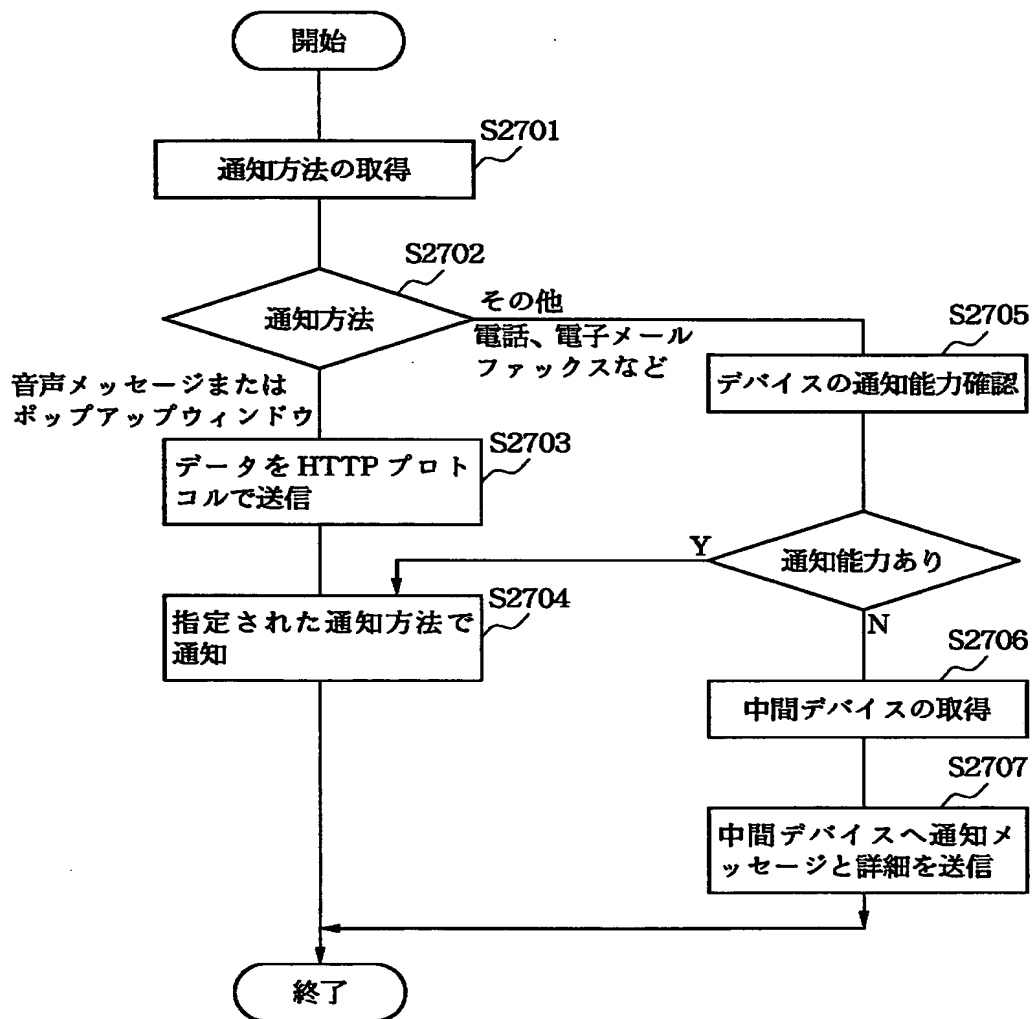 開始
S2701
通知方法の取得
S2702
通知方法
その他
電話、電子メール
ファックスなど
音声メッセージまたは
ポップアップウィンドウ
S2703
データをHTTPプロト
コルで送信
S2704
指定された通知方法で
通知
S2705
デバイスの通知能力確認
通知能力あり
Y
N
S2706
中間デバイスの取得
S2707
中間デバイスへ通知メ
ッセージと詳細を送信
終了